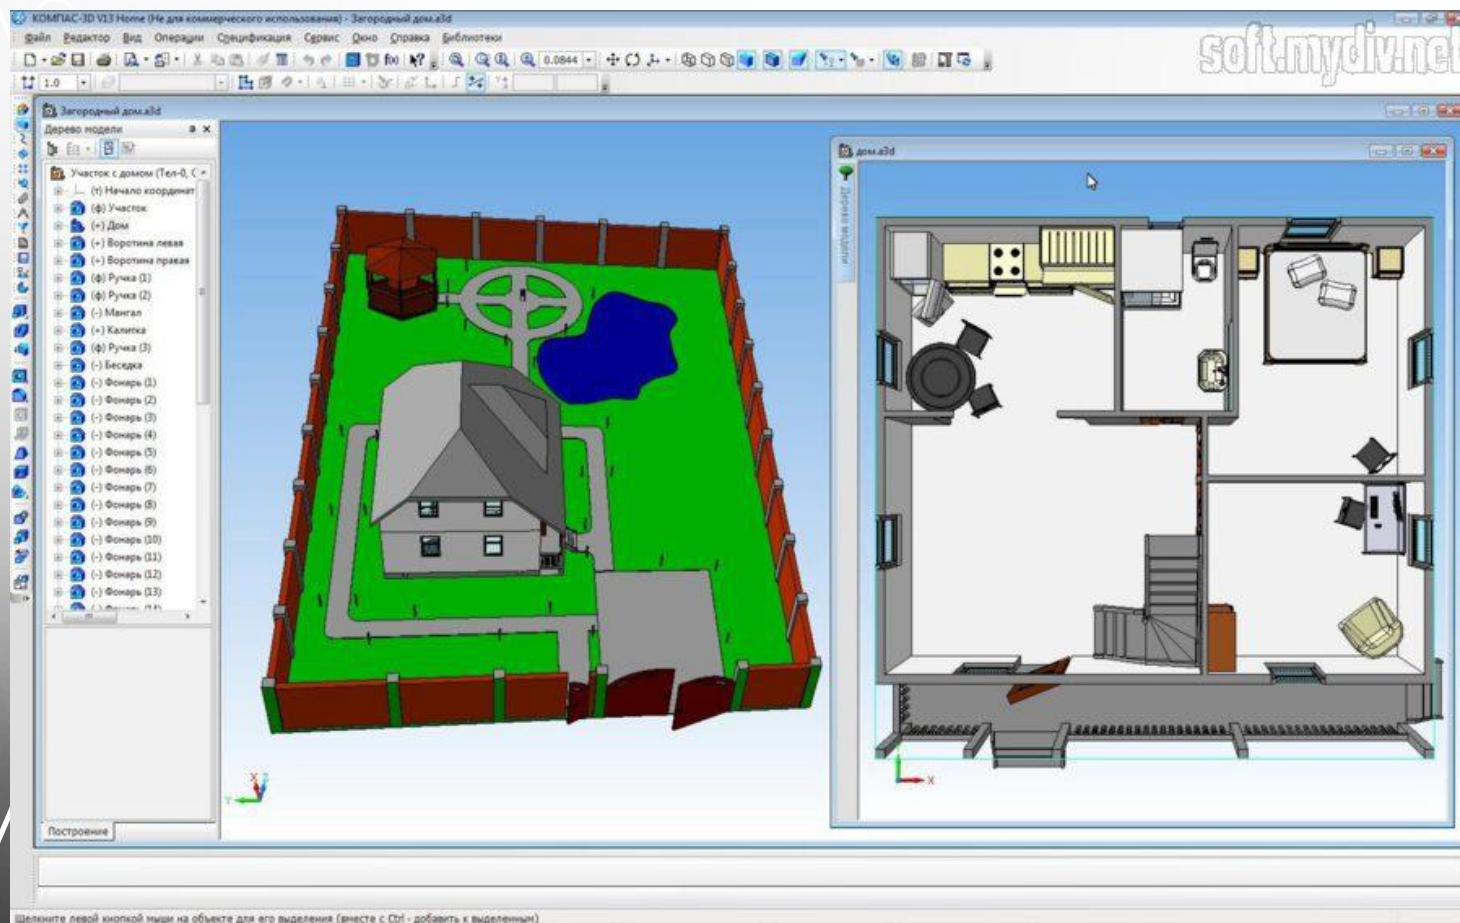 КОМПАС-3D V13 Home (Не для коммерческого использования) - Загородный дом.a3d
Файл Редактор Вид Операции Спецификация Сервис Окно Справка Библиотеки
soft.mydiv.net
0.0844
1.0
Загородный дом.a3d
Дерево модели
Участок с домом (Тел-0, С
(т) Начало координат
(ф) Участок
(+) Дом
(+) Воротина левая
(+) Воротина правая
(ф) Ручка (1)
(ф) Ручка (2)
(-) Мангал
(+) Калитка
(ф) Ручка (3)
(-) Беседка
(-) Фонарь (1)
(-) Фонарь (2)
(-) Фонарь (3)
(-) Фонарь (4)
(-) Фонарь (5)
(-) Фонарь (6)
(-) Фонарь (7)
(-) Фонарь (8)
(-) Фонарь (9)
(-) Фонарь (10)
(-) Фонарь (11)
(-) Фонарь (12)
(-) Фонарь (13)
Построение
X Z
Y
дом.a3d
Дерево модели
X
Щелкните левой кнопкой мыши на объекте для его выделения (вместе с Ctrl - добавить к выделенным)